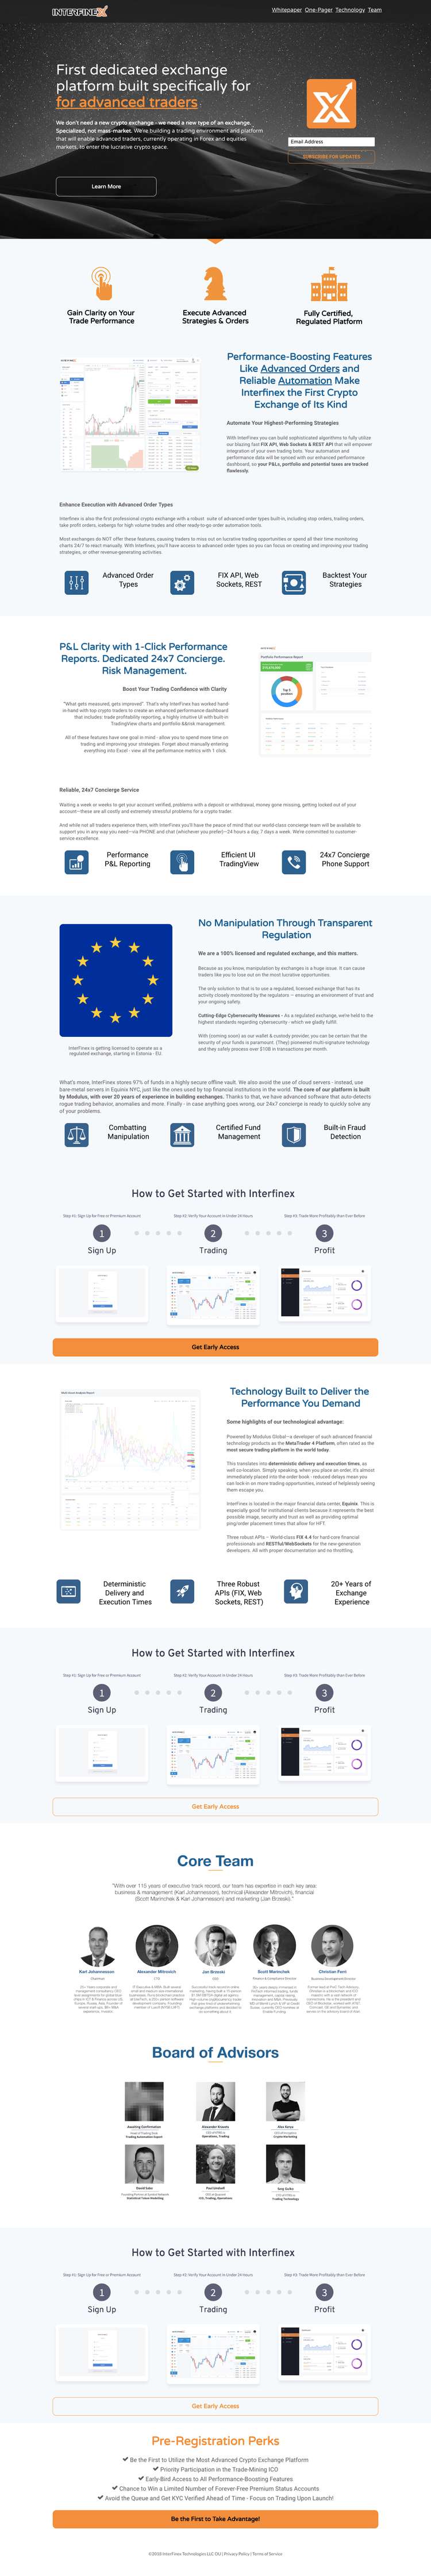 INTERFINEX
Whitepaper One-Pager Technology Team
First dedicated exchange
platform built specifically for
for advanced traders
We don't need a new crypto exchange - we need a new type of an exchange.
Specialized, not mass-market. We're building a trading environment and platform
that will enable advanced traders, currently operating in Forex and equities
markets, to enter the lucrative crypto space.
Email Address
SUBSCRIBE FOR UPDATES
Learn More
Gain Clarity on Your
Trade Performance
Execute Advanced
Strategies & Orders
Fully Certified,
Regulated Platform
Performance-Boosting Features
Like Advanced Orders and
Reliable Automation Make
Interfinex the First Crypto
Exchange of Its Kind
Automate Your Highest-Performing Strategies
With InterFinex you can build sophisticated algorithms to fully utilize
our blazing fast FIX API, Web Sockets & REST API that will empower
integration of your own trading bots. Your automation and
performance data will be synced with our enhanced performance
dashboard, so your P&Ls, portfolio and potential taxes are tracked
flawlessly.
Enhance Execution with Advanced Order Types
Interfinex is also the first professional crypto exchange with a robust suite of advanced order types built-in, including stop orders, trailing orders,
take profit orders, icebergs for high volume trades and other ready-to-go order automation tools.
Most exchanges do NOT offer these features, causing traders to miss out on lucrative trading opportunities or spend all their time monitoring
charts 24/7 to react manually. With Interfinex, you'll have access to advanced order types so you can focus on creating and improving your trading
strategies, or other revenue-generating activities.
Advanced Order
Types
FIX API, Web
Sockets, REST
Backtest Your
Strategies
P&L Clarity with 1-Click Performance
Reports. Dedicated 24x7 Concierge.
Risk Management.
Boost Your Trading Confidence with Clarity
"What gets measured, gets improved". That's why Interfinex has worked hand-
in-hand with top crypto traders to create an enhanced performance dashboard
that includes: trade profitability reporting, a highly intuitive UI with built-in
TradingView charts and portfolio &risk management.
All of these features have one goal in mind - allow you to spend more time on
trading and improving your strategies. Forget about manually entering
everything into Excel - view all the performance metrics with 1 click.
Portfolio Performance Report
Reliable, 24x7 Concierge Service
Waiting a week or weeks to get your account verified, problems with a deposit or withdrawal, money gone missing, getting locked out of your
account—these are all costly and extremely stressful problems for a crypto trader.
And while not all traders experience them, with InterFinex you'll have the peace of mind that our world-class concierge team will be available to
support you in any way you need—via PHONE and chat (whichever you prefer)—24 hours a day, 7 days a week. We're committed to customer-
service excellence.
Performance
P&L Reporting
Efficient UI
TradingView
24x7 Concierge
Phone Support
No Manipulation Through Transparent
Regulation
We are a 100% licensed and regulated exchange, and this matters.
Because as you know, manipulation by exchanges is a huge issue. It can cause
traders like you to lose out on the most lucrative opportunities.
The only solution to that is to use a regulated, licensed exchange that has its
activity closely monitored by the regulators — ensuring an environment of trust and
your ongoing safety.
Cutting-Edge Cybersecurity Measures - As a regulated exchange, we're held to the
highest standards regarding cybersecurity - which we gladly fulfill.
With (coming soon) as our wallet & custody provider, you can be certain that the
security of your funds is paramount. (They) powered multi-signature technology
and they safely process over $10B in transactions per month.
InterFinex is getting licensed to operate as a
regulated exchange, starting in Estonia - EU.
What's more, InterFinex stores 97% of funds in a highly secure offline vault. We also avoid the use of cloud servers - instead, use
bare-metal servers in Equinix NYC, just like the ones used by top financial institutions in the world. The core of our platform is built
by Modulus, with over 20 years of experience in building exchanges. Thanks to that, we have advanced software that auto-detects
rogue trading behavior, anomalies and more. Finally - in case anything goes wrong, our 24x7 concierge is ready to quickly solve any
of your problems.
Combatting
Manipulation
Certified Fund
Management
Built-in Fraud
Detection
How to Get Started with Interfinex
Step #1: Sign Up for Free or Premium Account
Step #2: Verify Your Account in Under 24 Hours
Step #3: Trade More Profitably than Ever Before
1
2
3
Sign Up
Trading
Profit
Get Early Access
Technology Built to Deliver the
Performance You Demand
Some highlights of our technological advantage:
Powered by Modulus Global—a developer of such advanced financial
technology products as the MetaTrader 4 Platform, often rated as the
most secure trading platform in the world today.
This translates into deterministic delivery and execution times, as
well co-location. Simply speaking, when you place an order, it's almost
immediately placed into the order book - reduced delays mean you
can lock-in on more trading opportunities, instead of helplessly seeing
them escape you.
InterFinex is located in the major financial data center, Equinix. This is
especially good for institutional clients because it represents the best
possible image, security and trust as well as providing optimal
ping/order placement times that allow for HFT.
Three robust APIs – World-class FIX 4.4 for hard-core financial
professionals and RESTful/WebSockets for the new-generation
developers. All with proper documentation and no throttling.
Deterministic
Delivery and
Execution Times
Three Robust
APIs (FIX, Web
Sockets, REST)
20+ Years of
Exchange
Experience
How to Get Started with Interfinex
Step #1: Sign Up for Free or Premium Account
Step #2: Verify Your Account in Under 24 Hours
Step #3: Trade More Profitably than Ever Before
1
2
3
Sign Up
Trading
Profit
Get Early Access
Core Team
"With over 115 years of executive track record, our team has expertise in each key area:
business & management (Karl Johannesson), technical (Alexander Mitrovich), financial
(Scott Marinchek & Karl Johannesson) and marketing (Jan Brzeski)."
Karl Johannesson
Chairman
Alexander Mitrovich
CTO
Jan Brzeski
CEO
Scott Marinchek
Finance & Compliance Director
Christian Ferri
Business Development Director
Board of Advisors
Awaiting Confirmation
Alexander Kravets
Alex Kenza
How to Get Started with Interfinex
Step #1: Sign Up for Free or Premium Account
Step #2: Verify Your Account in Under 24 Hours
Step #3: Trade More Profitably than Ever Before
1
2
3
Sign Up
Trading
Profit
Get Early Access
Pre-Registration Perks
Be the First to Utilize the Most Advanced Crypto Exchange Platform
Priority Participation in the Trade-Mining ICO
Early-Bird Access to All Performance-Boosting Features
Chance to Win a Limited Number of Forever-Free Premium Status Accounts
Avoid the Queue and Get KYC Verified Ahead of Time - Focus on Trading Upon Launch!
Be the First to Take Advantage!
©2018 InterFinex Technologies LLC OU | Privacy Policy | Terms of Service